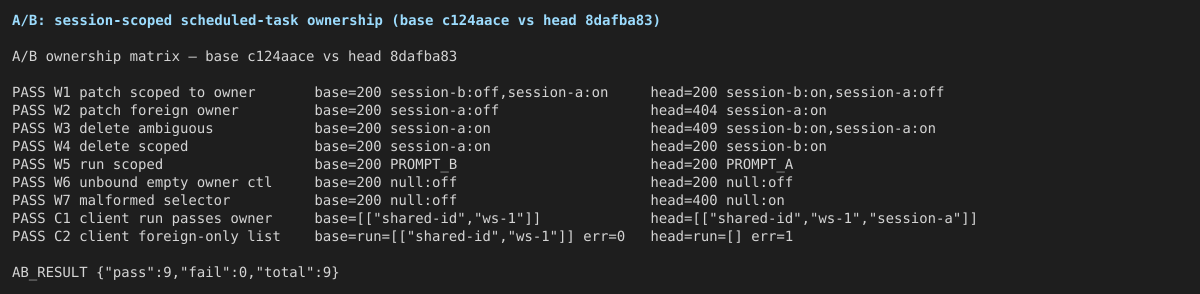 A/B: session-scoped scheduled-task ownership (base c124aace vs head 8dafba83)
A/B ownership matrix — base c124aace vs head 8dafba83
PASS W1 patch scoped to owner       base=200 session-b:off,session-a:on     head=200 session-b:on,session-a:off
PASS W2 patch foreign owner         base=200 session-a:off                  head=404 session-a:on
PASS W3 delete ambiguous            base=200 session-a:on                   head=409 session-b:on,session-a:on
PASS W4 delete scoped               base=200 session-a:on                   head=200 session-b:on
PASS W5 run scoped                  base=200 PROMPT_B                       head=200 PROMPT_A
PASS W6 unbound empty owner ctl     base=200 null:off                       head=200 null:off
PASS W7 malformed selector          base=200 null:off                       head=400 null:on
PASS C1 client run passes owner     base=[["shared-id","ws-1"]]             head=[["shared-id","ws-1","session-a"]]
PASS C2 client foreign-only list    base=run=[["shared-id","ws-1"]] err=0   head=run=[] err=1
AB_RESULT {"pass":9,"fail":0,"total":9}